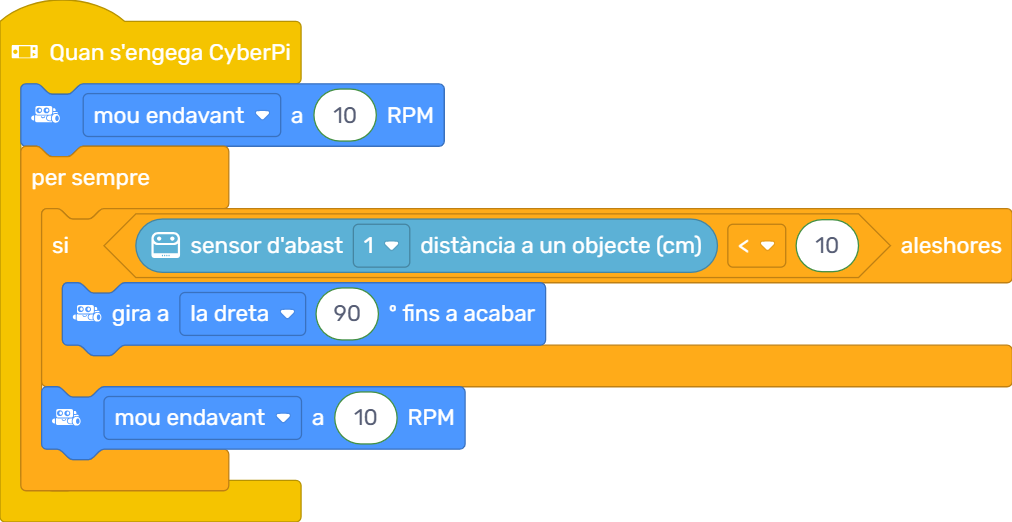 Quan s'engega CyberPi
mou endavant a 10 RPM
per sempre
si sensor d'abast 1 distància a un objecte (cm) < 10 aleshores
gira a la dreta 90 º fins a acabar
mou endavant a 10 RPM